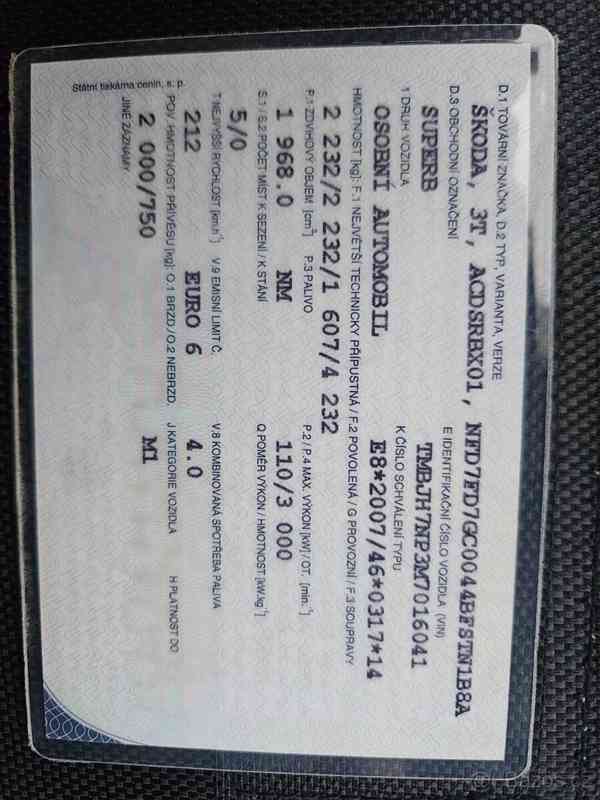 D.1 TOVÁRNÍ ZNAČKA, D.2 TYP, VARIANTA, VERZE
ŠKODA, 3T, ACDSRBX01, NFD7FD7GC0044BFSTN1B8A
D.3 OBCHODNÍ OZNAČENÍ E IDENTIFIKAČNÍ ČÍSLO VOZIDLA (VIN)
SUPERB TMBJH7NP3M7016041
1 DRUH VOZIDLA K ČÍSLO SCHVÁLENÍ TYPU
OSOBNÍ AUTOMOBIL E8*2007/46*0317*14
HMOTNOST [kg]: F.1 NEJVĚTŠÍ TECHNICKY PŘÍPUSTNÁ / F.2 POVOLENÁ / G PROVOZNÍ / F.3 SOUPRAVY
2 232/2 232/1 607/4 232
P.1 ZDVIHOVÝ OBJEM [cm³] P.3 PALIVO P.2 / P.4 MAX. VÝKON [kW] / OT. [min.⁻¹]
1 968.0 NM 110/3 000
S.1 / S.2 POČET MÍST K SEZENÍ / K STÁNÍ Q POMĚR VÝKON / HMOTNOST [kW.kg⁻¹]
5/0
T NEJVYŠŠÍ RYCHLOST [km.h⁻¹] V.9 EMISNÍ LIMIT Č. V.8 KOMBINOVANÁ SPOTŘEBA PALIVA
212 EURO 6 4.0
POV. HMOTNOST PŘÍVĚSU [kg]: O.1 BRZD./O.2 NEBRZD. J KATEGORIE VOZIDLA H PLATNOST DO
2 000/750 M1
JINÉ ZÁZNAMY
Státní tiskárna cenin, s. p.
Bazos.cz